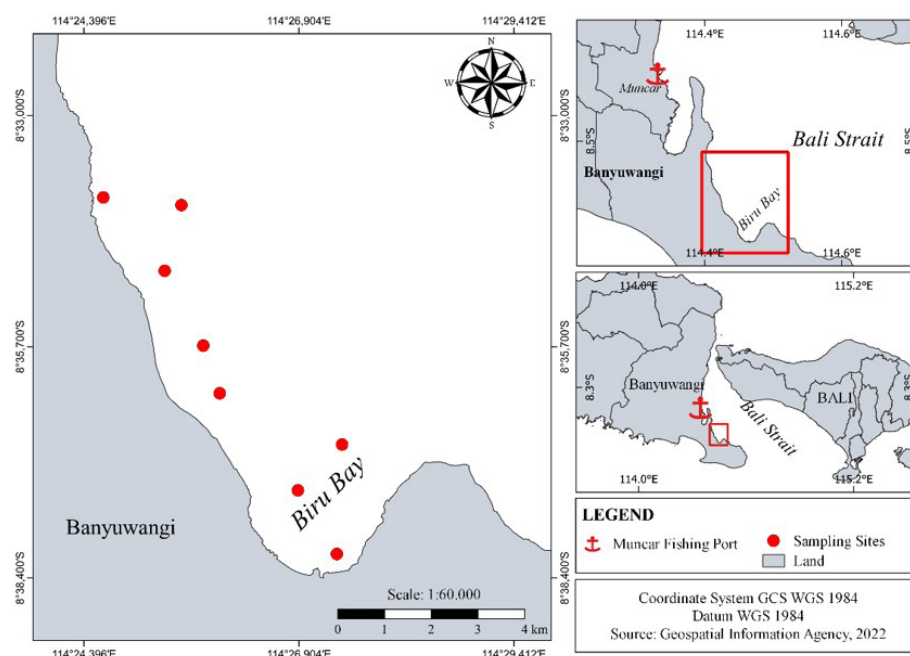 114°24,396'E 114°26,904'E 114°29,412'E
N
W E
S
8°33,000'S
8°33,000'S
8°35,700'S
8°35,700'S
8°38,400'S
8°38,400'S
Banyuwangi
Biru Bay
Scale: 1:60,000
0 1 2 3 4 km
114°24,396'E 114°26,904'E 114°29,412'E
114.4°E 114.6°E
Muncar
8.5°S
8.5°S
Bali Strait
Banyuwangi
Biru Bay
114.4°E 114.6°E
114.0°E 115.2°E
8.3°S
8.3°S
Banyuwangi
BALI
Bali Strait
114.0°E 115.2°E
LEGEND
Muncar Fishing Port
Sampling Sites
Land
Coordinate System GCS WGS 1984
Datum WGS 1984
Source: Geospatial Information Agency, 2022